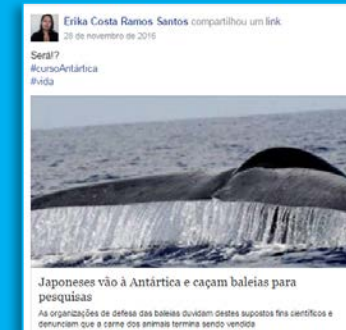 Erika Costa Ramos Santos compartilhou um link
28 de novembro de 2016
Será!?
#cursoAntártica
#vida
Japoneses vão à Antártica e caçam baleias para
pesquisas
As organizações de defesa das baleias duvidam destes supostos fins científicos e
denunciam que a carne dos animais termina sendo vendida